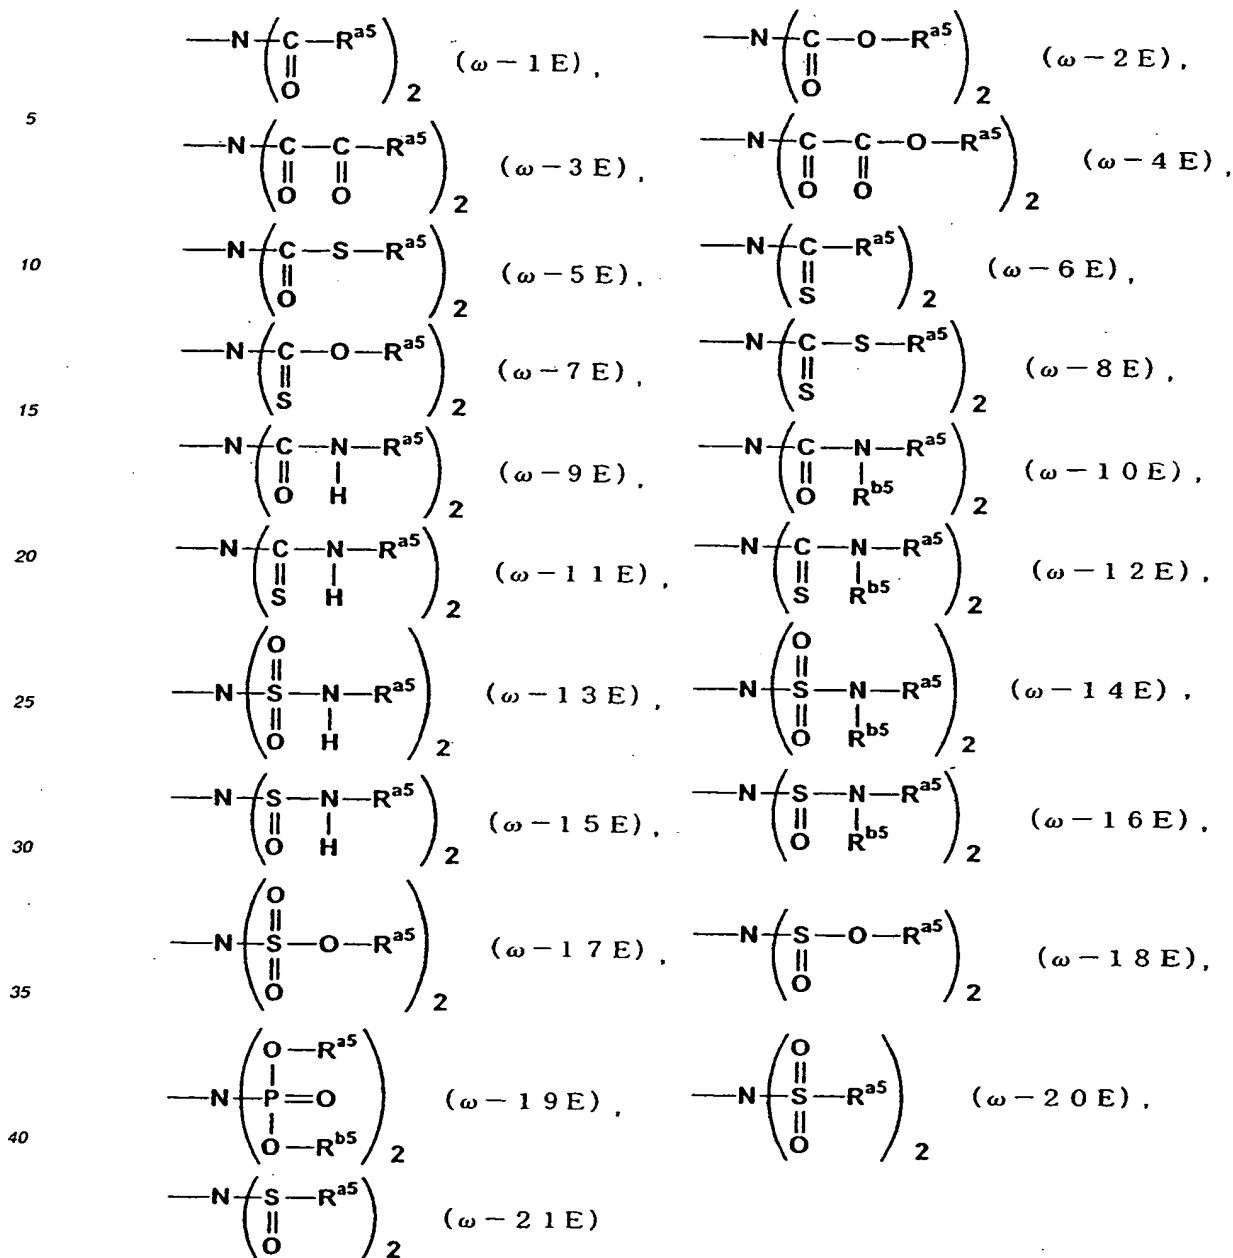 —N(C(=O)—Rᵃ⁵)₂ (ω−1E), —N(C(=O)—O—Rᵃ⁵)₂ (ω−2E),
5
—N(C(=O)—C(=O)—Rᵃ⁵)₂ (ω−3E), —N(C(=O)—C(=O)—O—Rᵃ⁵)₂ (ω−4E),
10
—N(C(=O)—S—Rᵃ⁵)₂ (ω−5E), —N(C(=S)—Rᵃ⁵)₂ (ω−6E),
—N(C(=S)—O—Rᵃ⁵)₂ (ω−7E), —N(C(=S)—S—Rᵃ⁵)₂ (ω−8E),
15
—N(C(=O)—N(H)—Rᵃ⁵)₂ (ω−9E), —N(C(=O)—N(Rᵇ⁵)—Rᵃ⁵)₂ (ω−10E),
20
—N(C(=S)—N(H)—Rᵃ⁵)₂ (ω−11E), —N(C(=S)—N(Rᵇ⁵)—Rᵃ⁵)₂ (ω−12E),
25
—N(S(=O)(=O)—N(H)—Rᵃ⁵)₂ (ω−13E), —N(S(=O)(=O)—N(Rᵇ⁵)—Rᵃ⁵)₂ (ω−14E),
—N(S(=O)—N(H)—Rᵃ⁵)₂ (ω−15E), —N(S(=O)—N(Rᵇ⁵)—Rᵃ⁵)₂ (ω−16E),
30
—N(S(=O)(=O)—O—Rᵃ⁵)₂ (ω−17E), —N(S(=O)—O—Rᵃ⁵)₂ (ω−18E),
35
—N(P(=O)(O—Rᵃ⁵)(O—Rᵇ⁵))₂ (ω−19E), —N(S(=O)(=O)—Rᵃ⁵)₂ (ω−20E),
40
—N(S(=O)—Rᵃ⁵)₂ (ω−21E)